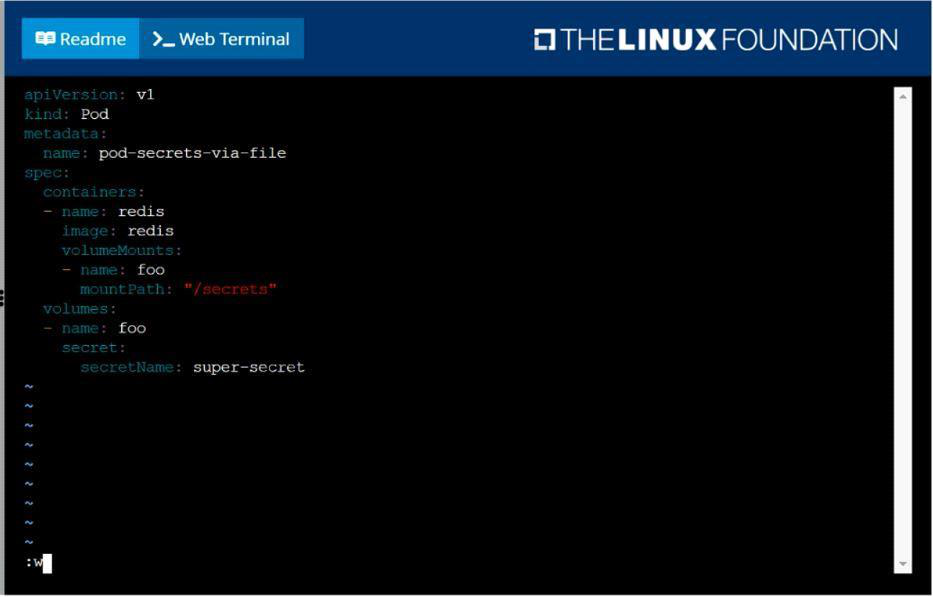 Readme
Web Terminal
THE LINUX FOUNDATION
apiVersion: v1
kind: Pod
metadata:
  name: pod-secrets-via-file
spec:
  containers:
  - name: redis
    image: redis
    volumeMounts:
    - name: foo
      mountPath: "/secrets"
  volumes:
  - name: foo
    secret:
      secretName: super-secret
~
~
~
~
~
~
~
~
~
:w